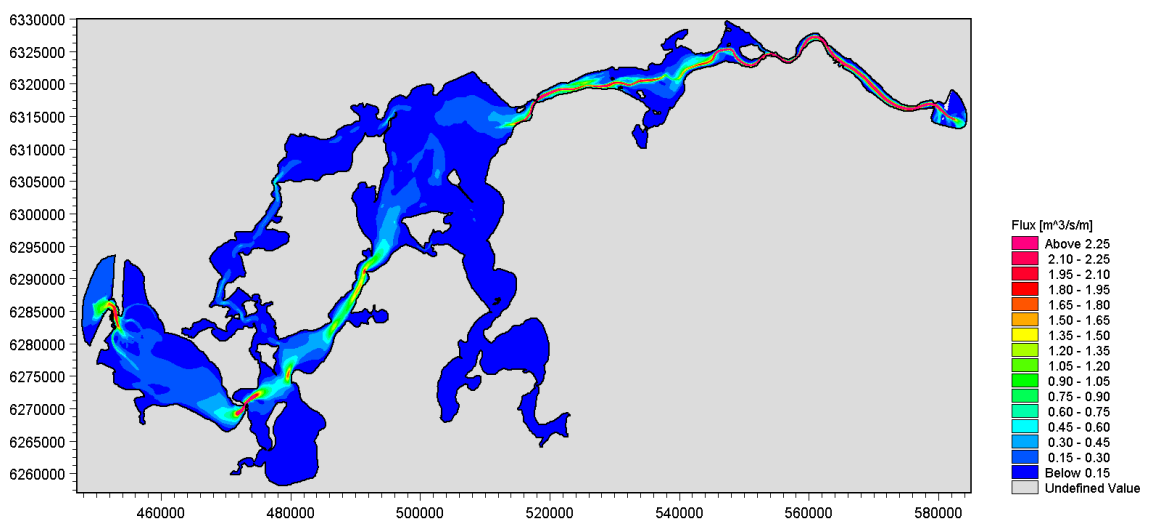 6330000
6325000
6320000
6315000
6310000
6305000
6300000
6295000
6290000
6285000
6280000
6275000
6270000
6265000
6260000
460000 480000 500000 520000 540000 560000 580000
Flux [m^3/s/m]
Above 2.25
2.10 - 2.25
1.95 - 2.10
1.80 - 1.95
1.65 - 1.80
1.50 - 1.65
1.35 - 1.50
1.20 - 1.35
1.05 - 1.20
0.90 - 1.05
0.75 - 0.90
0.60 - 0.75
0.45 - 0.60
0.30 - 0.45
0.15 - 0.30
Below 0.15
Undefined Value